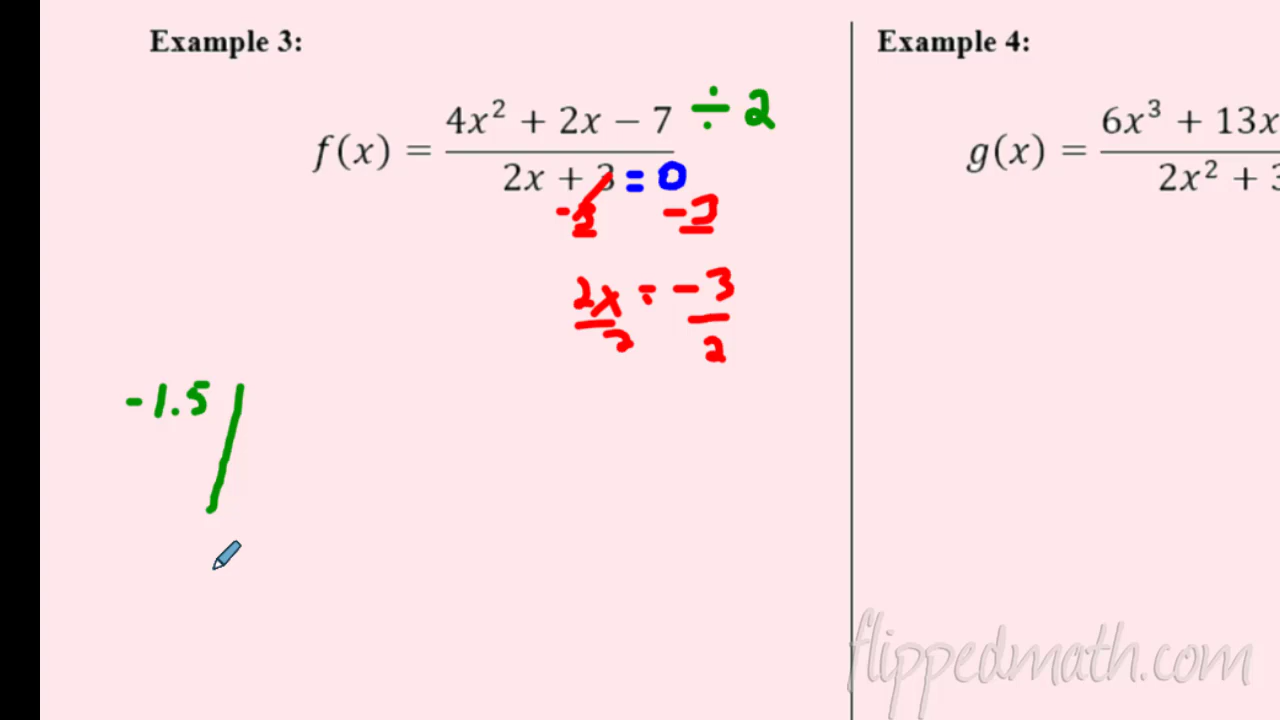 Example 3:
f(x) = (4x² + 2x − 7)/(2x + 3) ÷ 2
= 0
-3 -3
2x = -3
2 2
-1.5
Example 4:
g(x) = (6x³ + 13x)/(2x² + 3
flippedmath.com